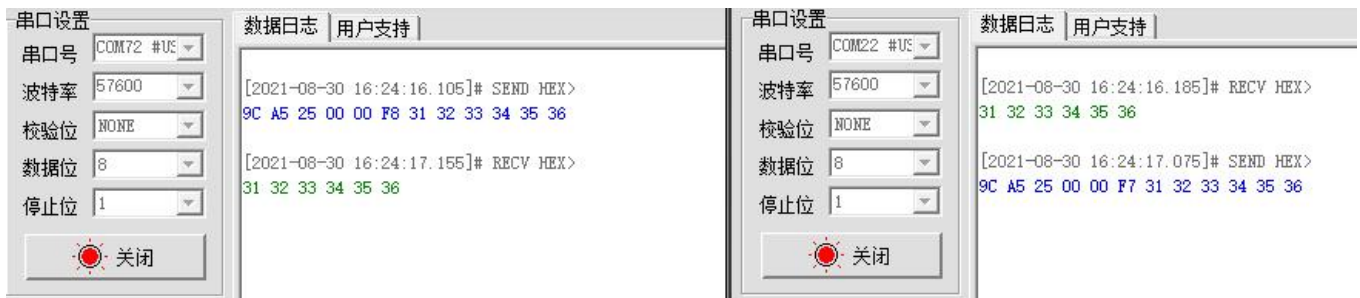 串口设置
串口号 COM72 #US
波特率 57600
校验位 NONE
数据位 8
停止位 1
关闭
数据日志 用户支持
[2021-08-30 16:24:16.105]# SEND HEX>
9C A5 25 00 00 F8 31 32 33 34 35 36
[2021-08-30 16:24:17.155]# RECV HEX>
31 32 33 34 35 36
串口设置
串口号 COM22 #US
波特率 57600
校验位 NONE
数据位 8
停止位 1
关闭
数据日志 用户支持
[2021-08-30 16:24:16.185]# RECV HEX>
31 32 33 34 35 36
[2021-08-30 16:24:17.075]# SEND HEX>
9C A5 25 00 00 F7 31 32 33 34 35 36